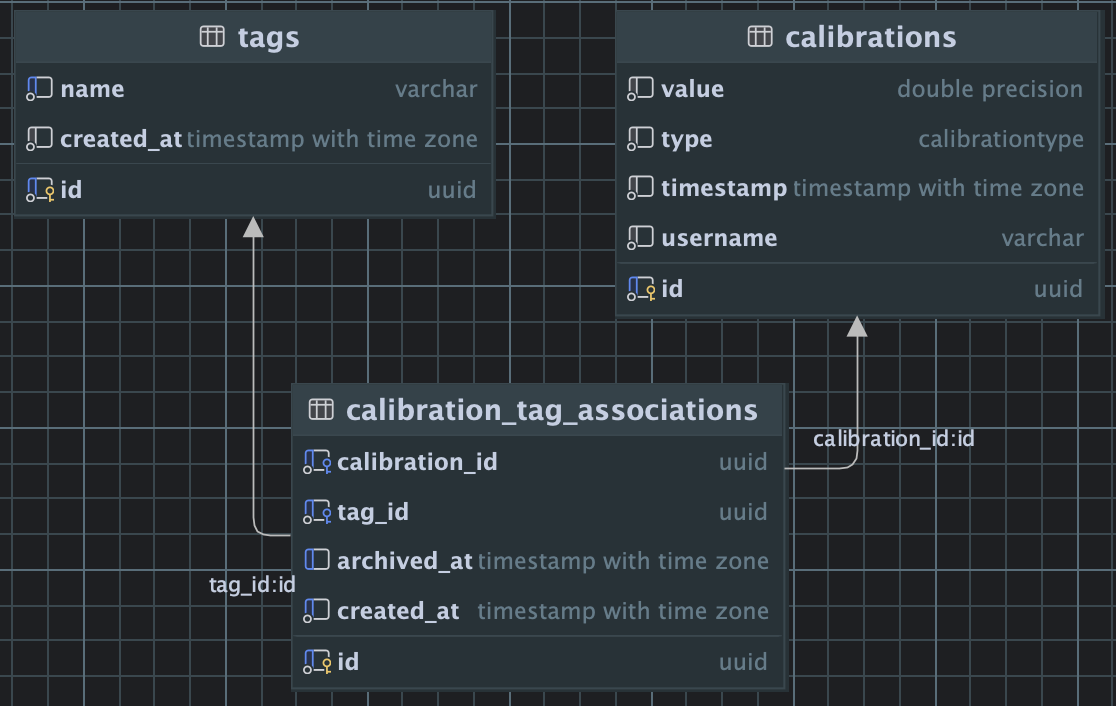 tags
name varchar
created_at timestamp with time zone
id uuid
calibrations
value double precision
type calibrationtype
timestamp timestamp with time zone
username varchar
id uuid
calibration_tag_associations
calibration_id uuid
tag_id uuid
archived_at timestamp with time zone
created_at timestamp with time zone
id uuid
calibration_id:id
tag_id:id